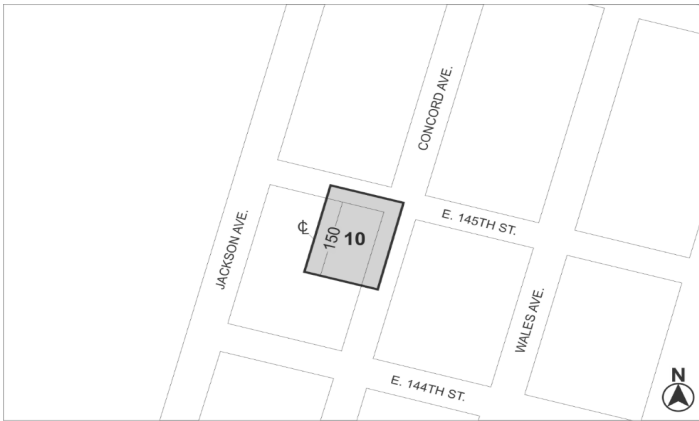 CONCORD AVE.
E. 145TH ST.
JACKSON AVE.
℄
150
10
WALES AVE.
E. 144TH ST.
N